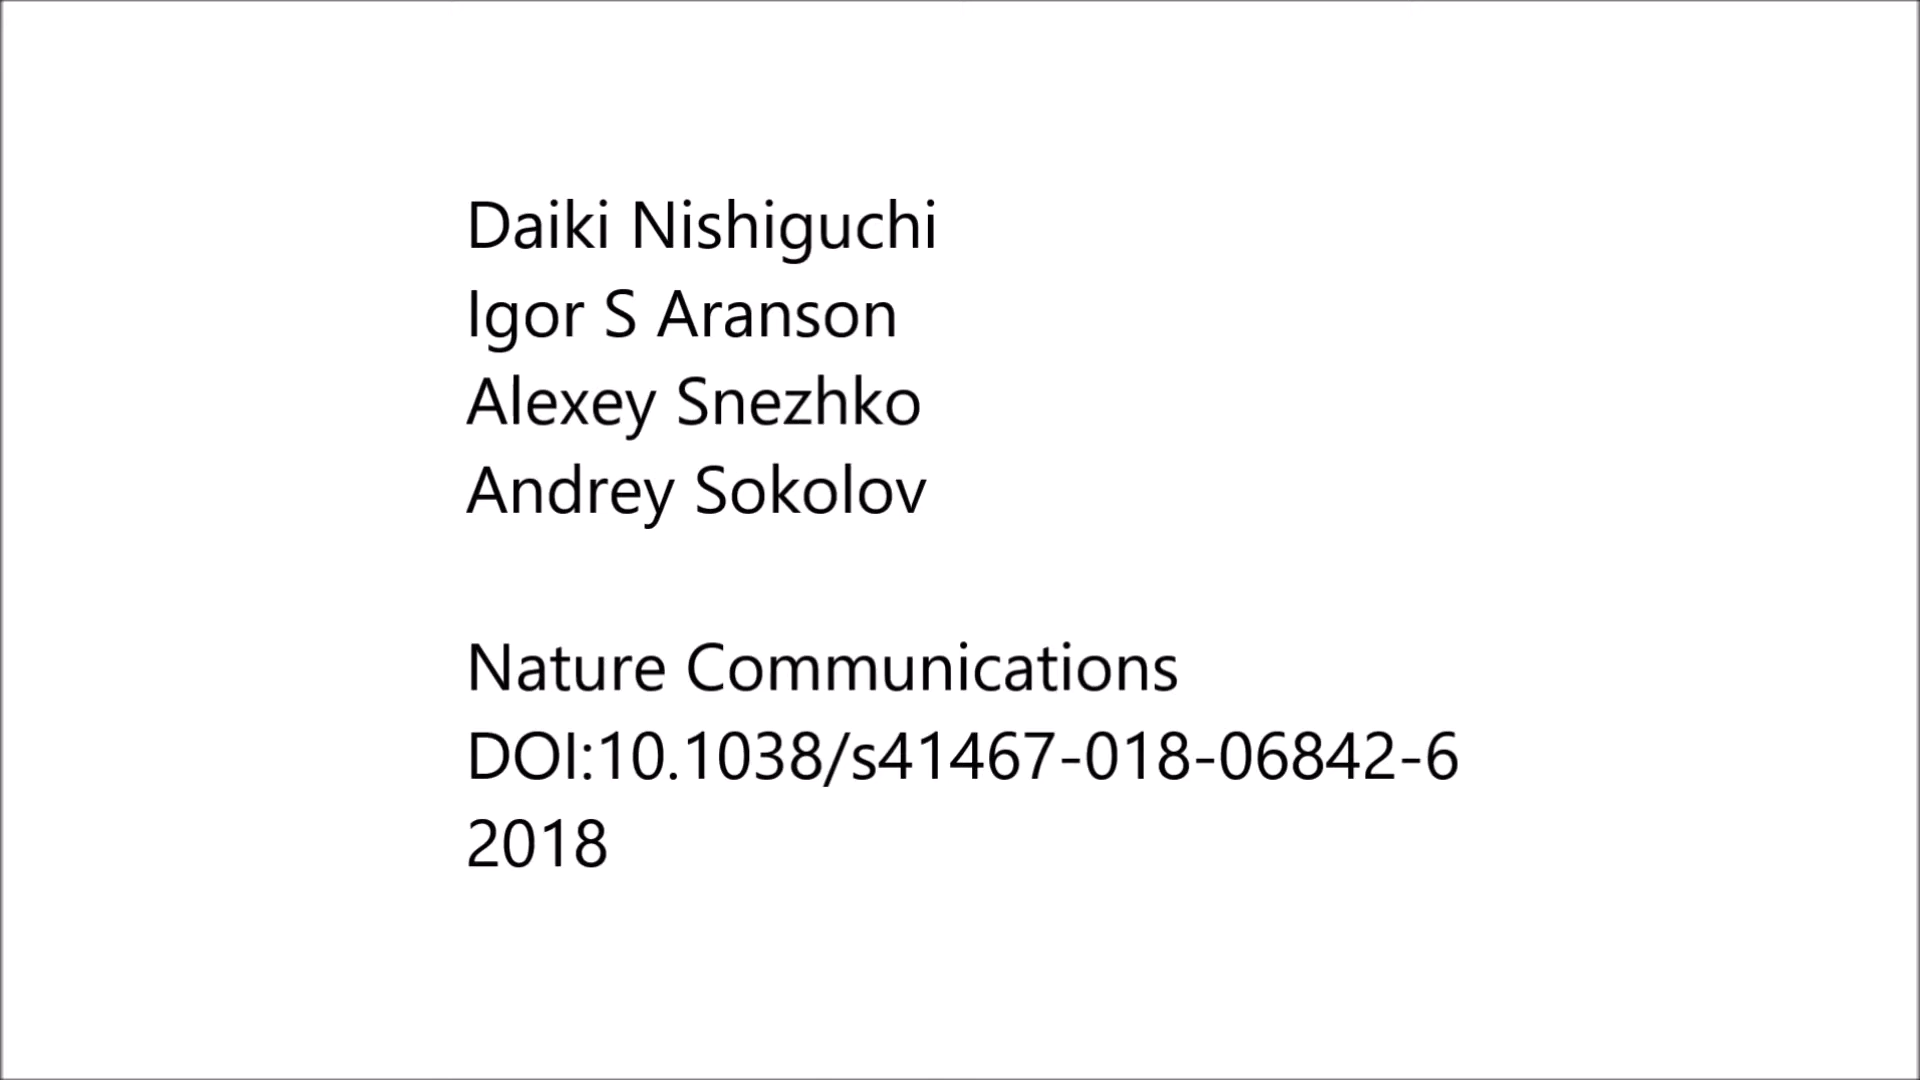 Daiki Nishiguchi
Igor S Aranson
Alexey Snezhko
Andrey Sokolov
Nature Communications
DOI:10.1038/s41467-018-06842-6
2018